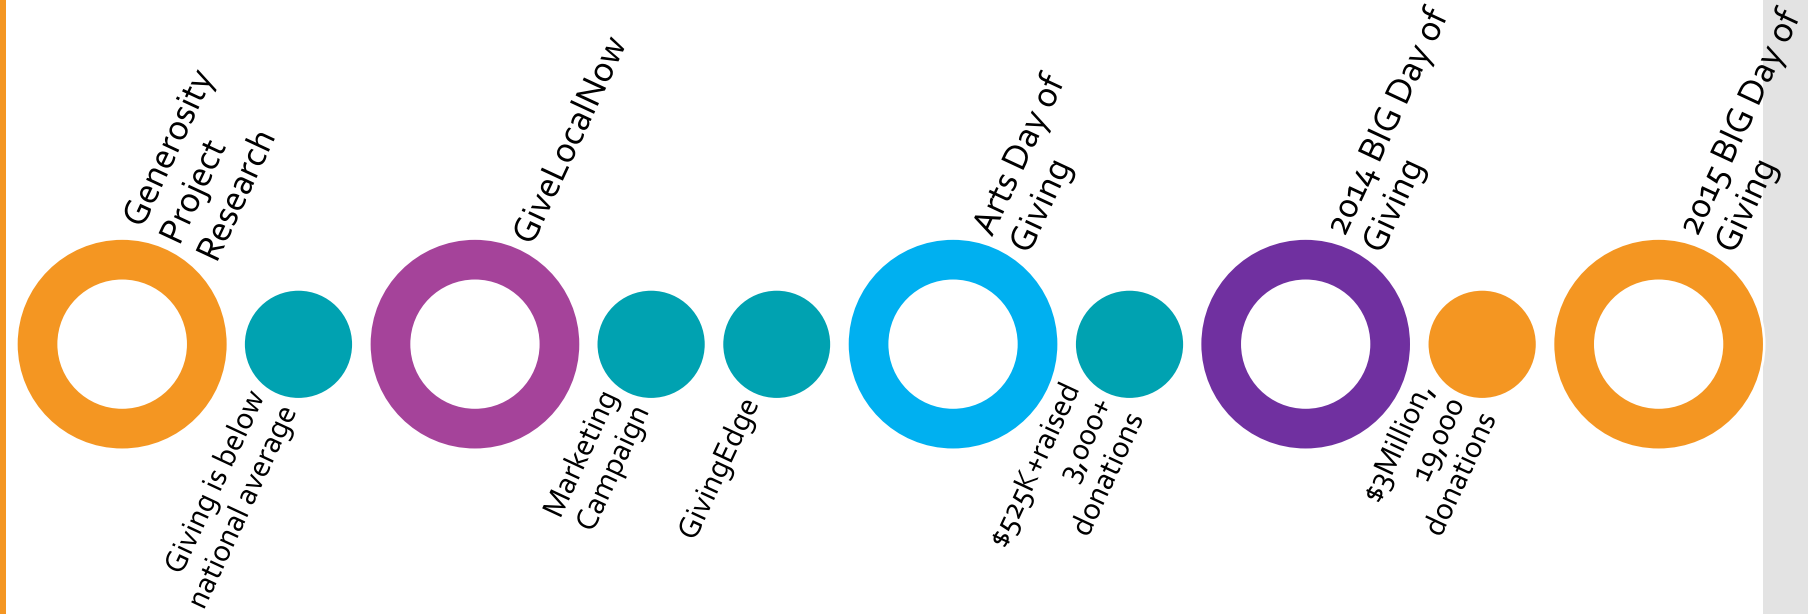 Generosity
Project
Research
Giving is below
national average
GiveLocalNow
Marketing
Campaign
GivingEdge
Arts Day of
Giving
$525K+raised
3,000+
donations
2014 BIG Day of
Giving
$3Million,
19,000
donations
2015 BIG Day of
Giving